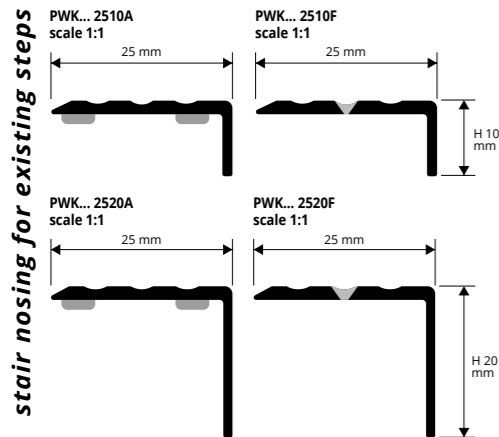 stair nosing for existing steps
PWK... 2510A
scale 1:1
25 mm
PWK... 2510F
scale 1:1
25 mm
H 10
mm
PWK... 2520A
scale 1:1
25 mm
PWK... 2520F
scale 1:1
25 mm
H 20
mm